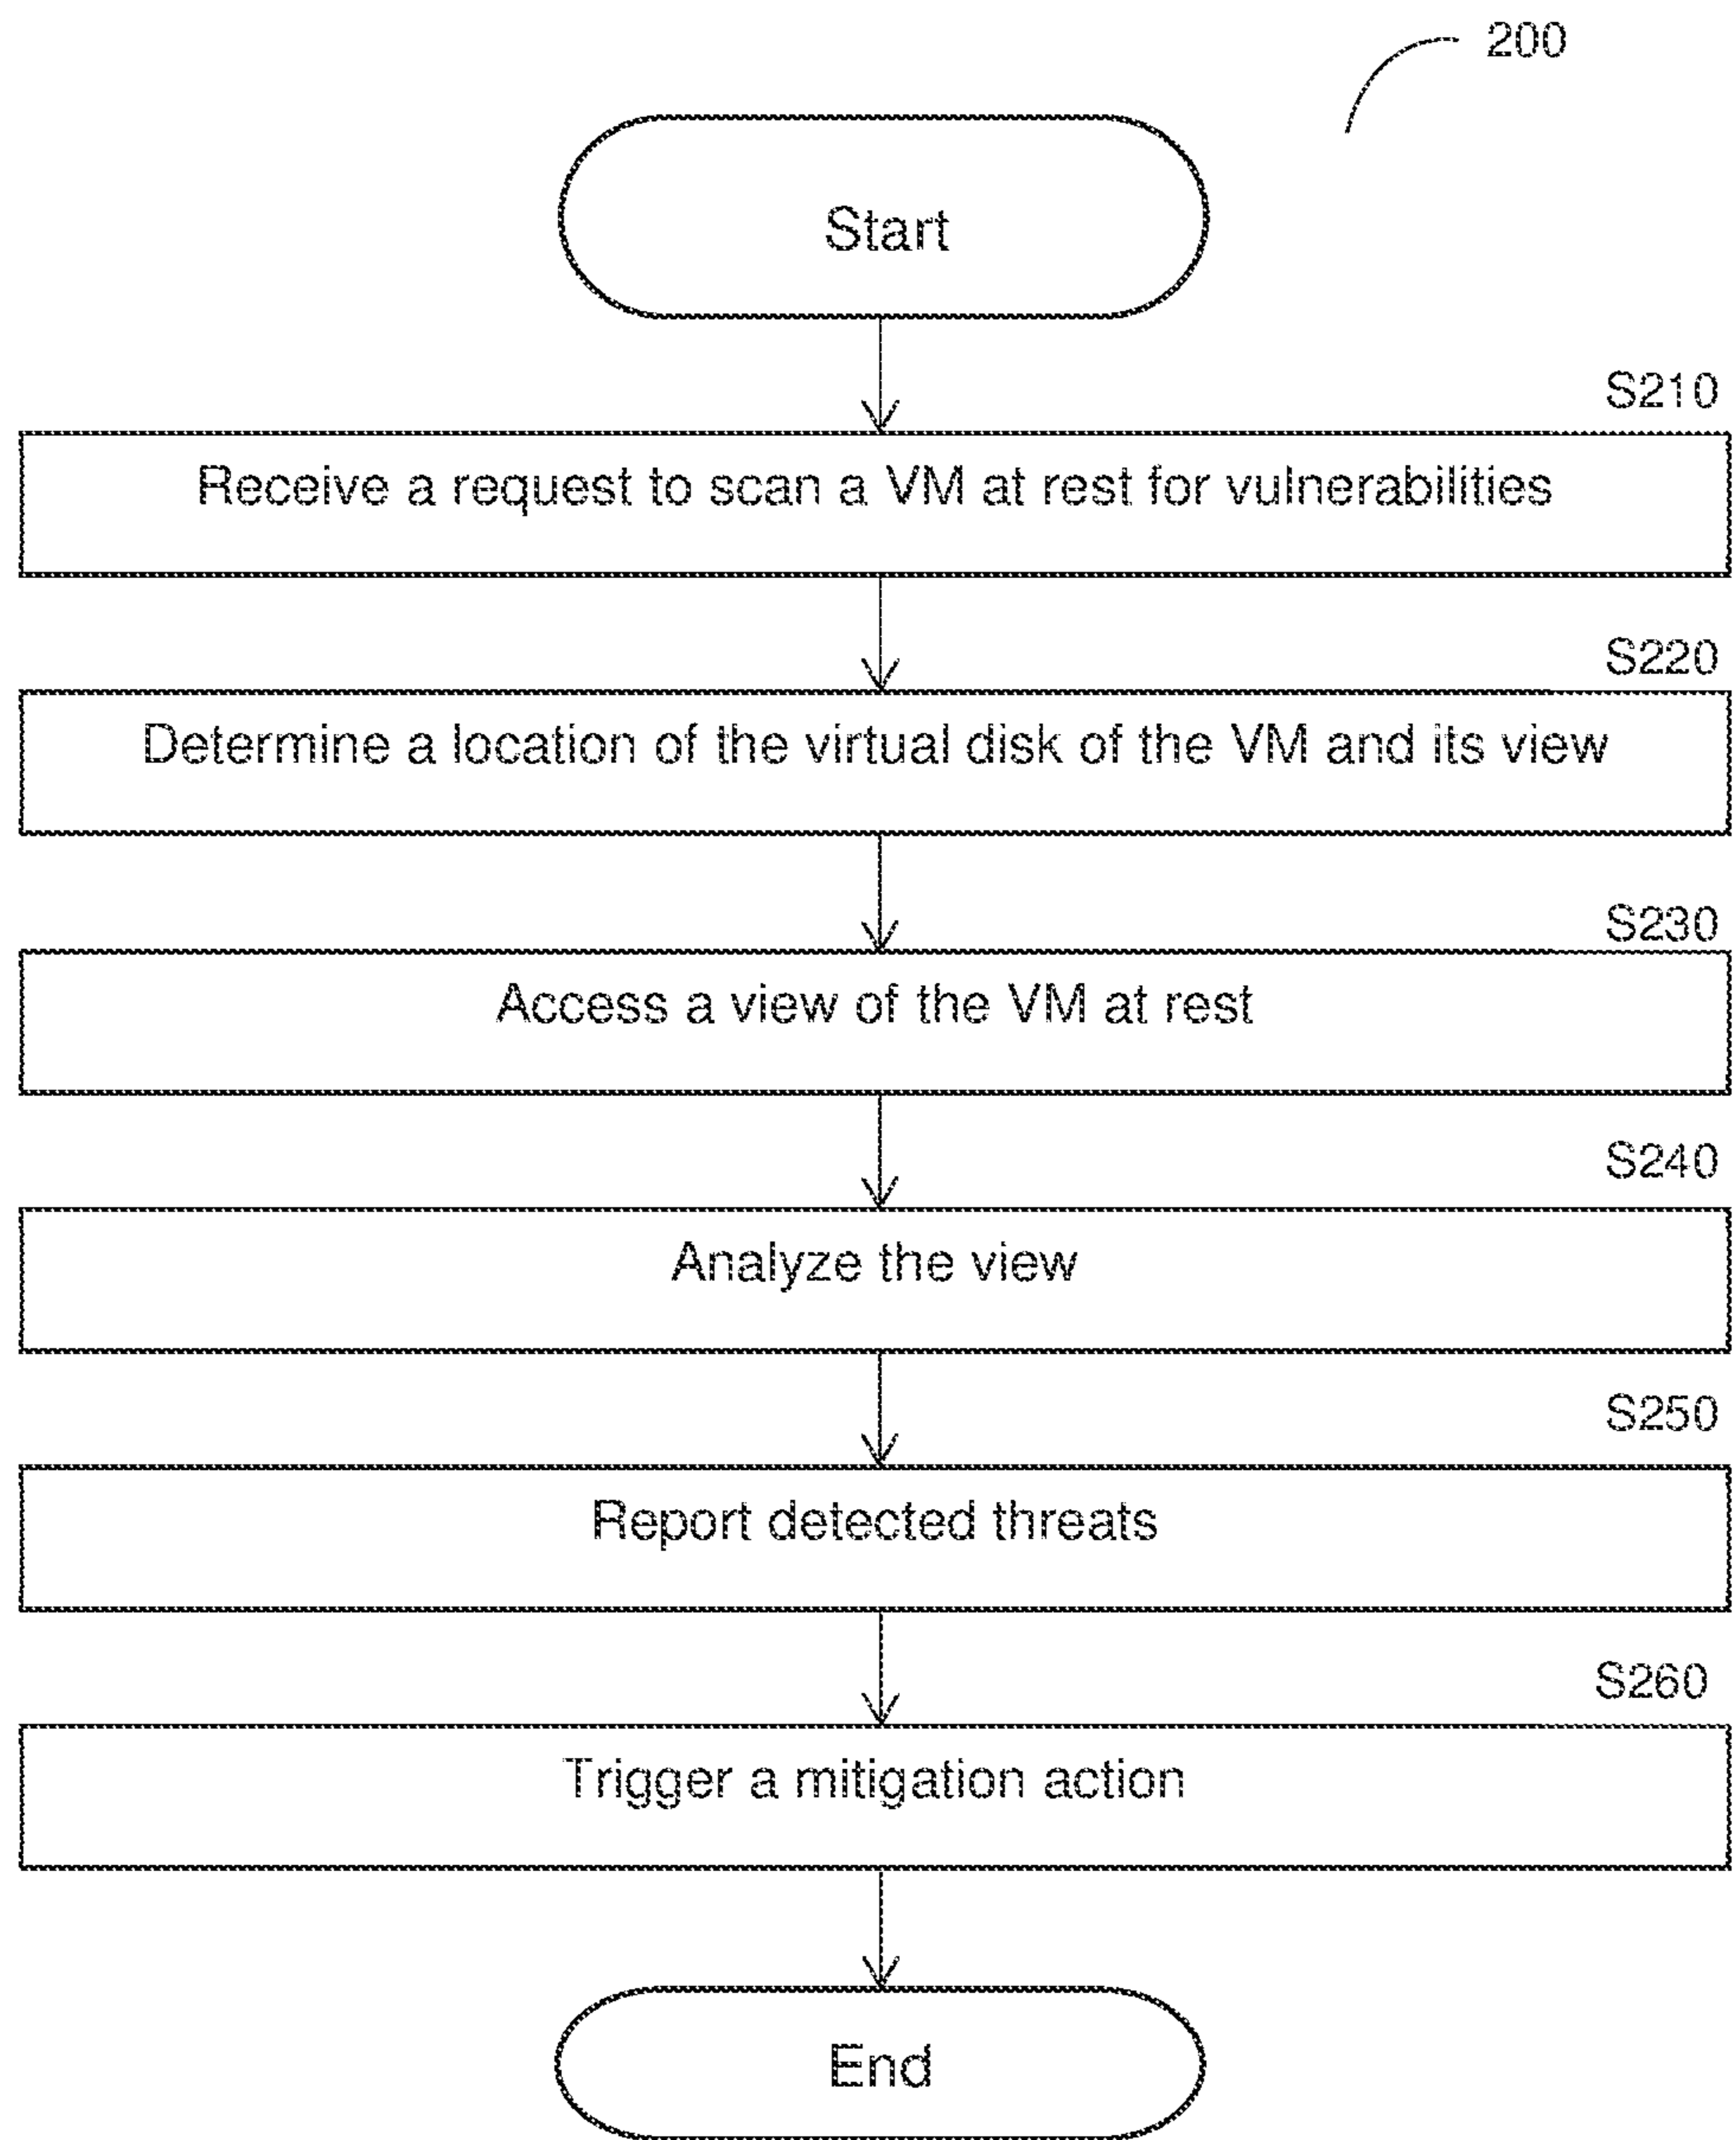 200
Start
S210
Receive a request to scan a VM at rest for vulnerabilities
S220
Determine a location of the virtual disk of the VM and its view
S230
Access a view of the VM at rest
S240
Analyze the view
S250
Report detected threats
S260
Trigger a mitigation action
End